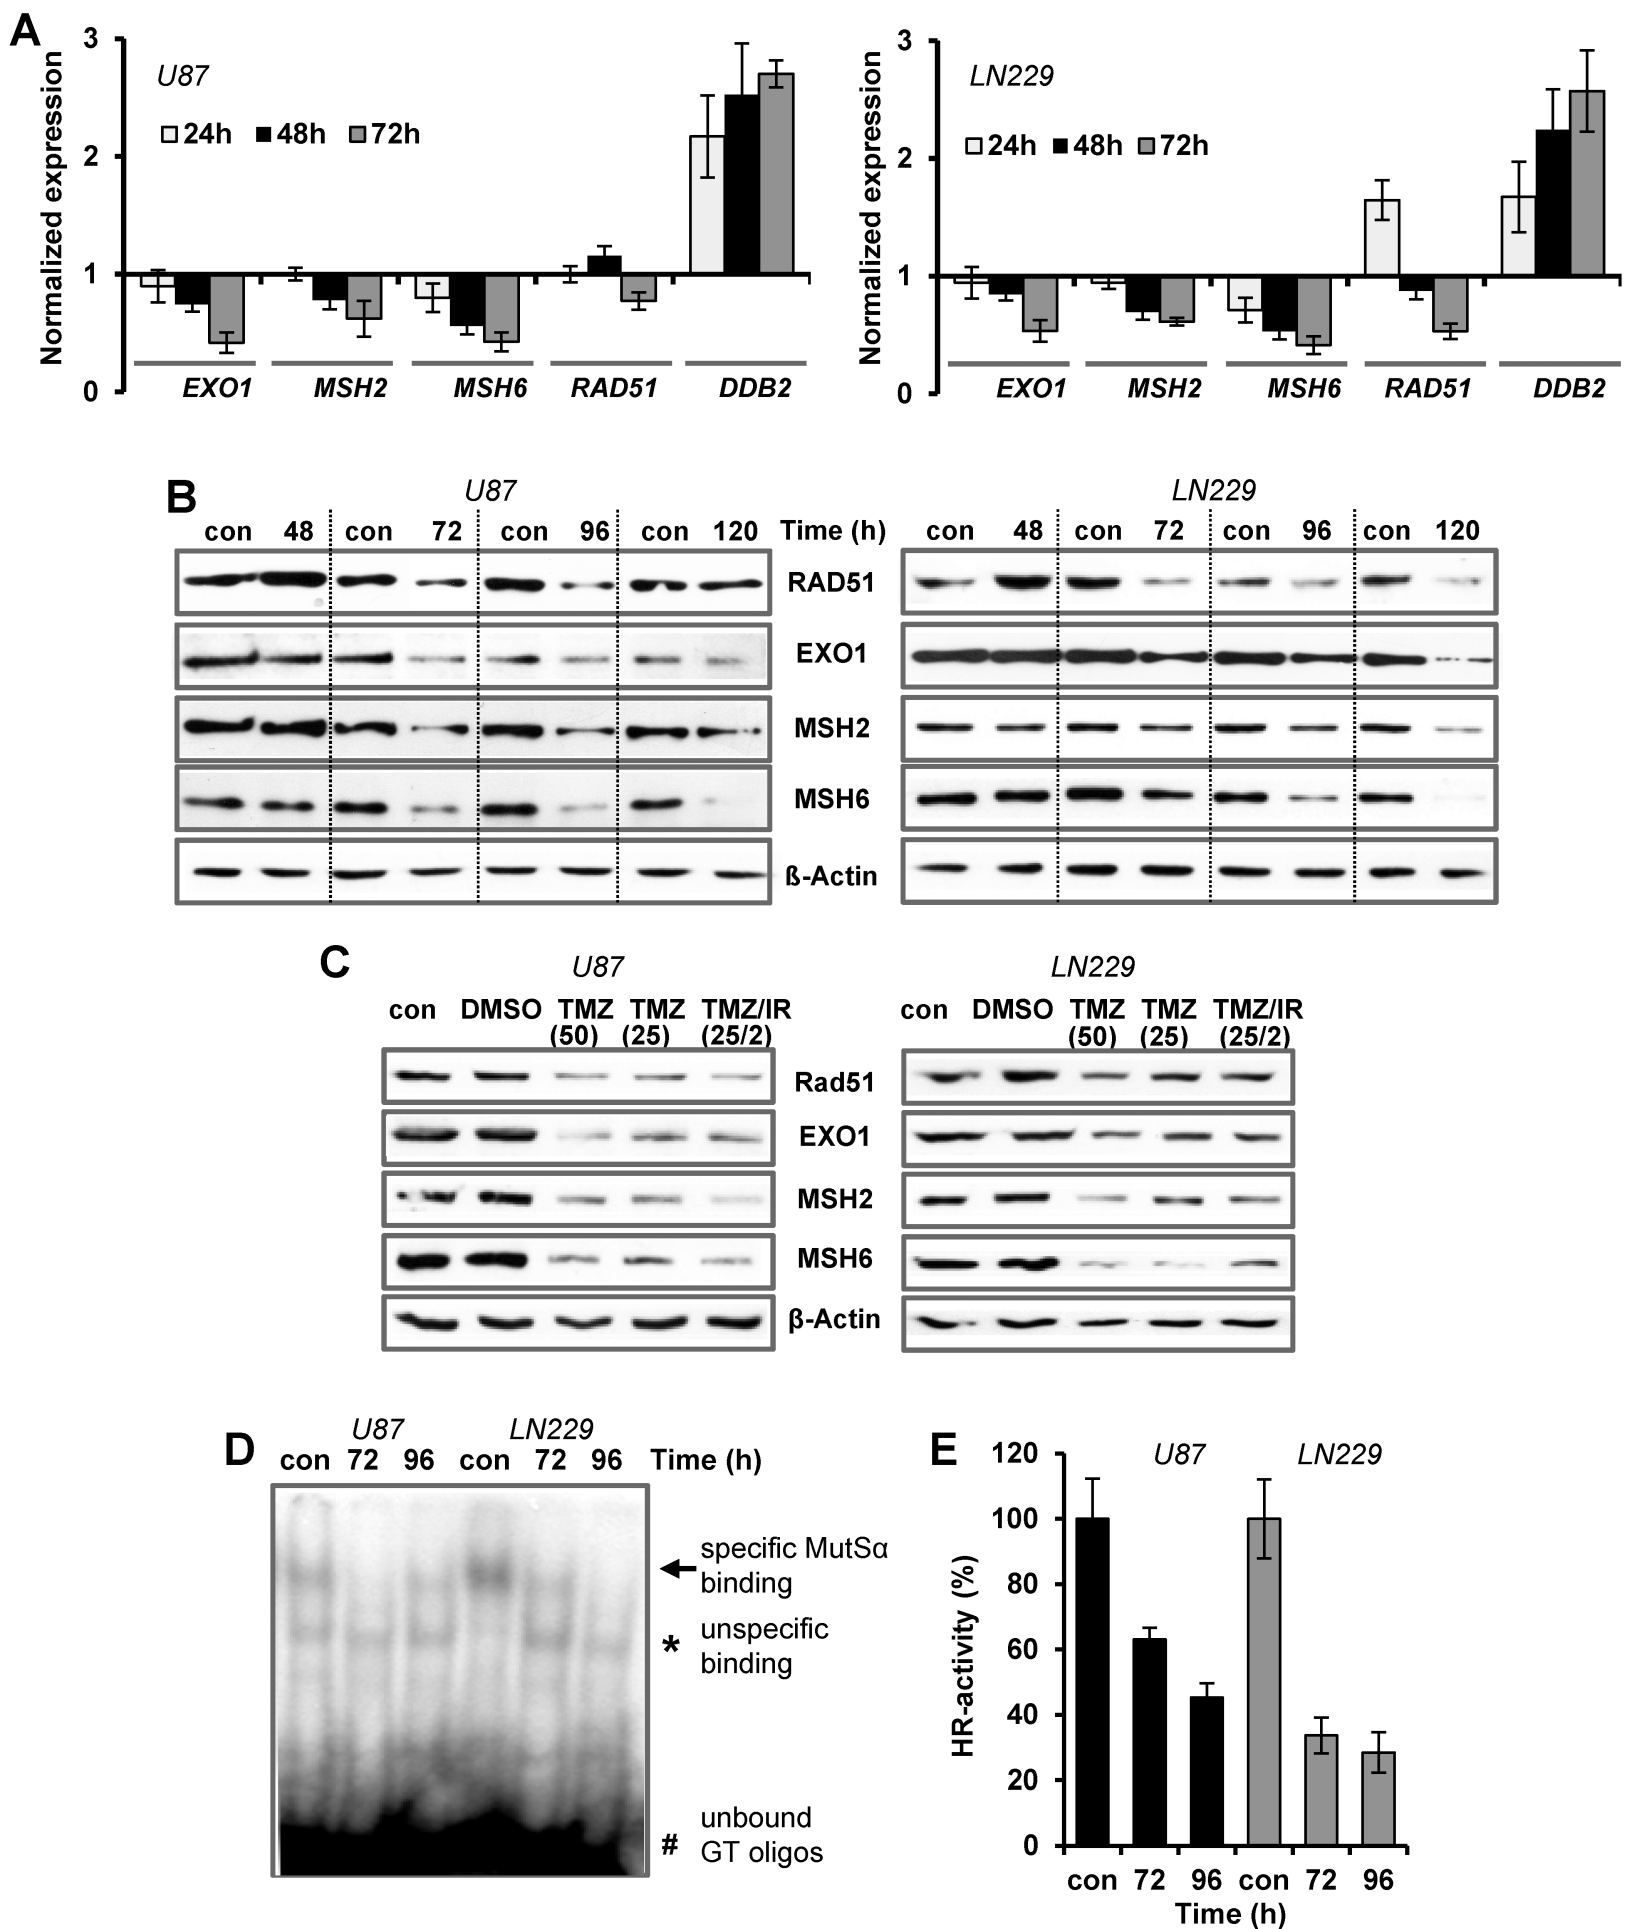 A
3
2
1
0
Normalized expression
U87
24h 48h 72h
EXO1 MSH2 MSH6 RAD51 DDB2
3
2
1
0
Normalized expression
LN229
24h 48h 72h
EXO1 MSH2 MSH6 RAD51 DDB2
B
U87 LN229
con 48 con 72 con 96 con 120 Time (h) con 48 con 72 con 96 con 120
RAD51
EXO1
MSH2
MSH6
ß-Actin
C
U87 LN229
con DMSO TMZ TMZ TMZ/IR con DMSO TMZ TMZ TMZ/IR
(50) (25) (25/2) (50) (25) (25/2)
Rad51
EXO1
MSH2
MSH6
β-Actin
D
U87 LN229
con 72 96 con 72 96 Time (h)
specific MutSα
binding
* unspecific
binding
unbound
# GT oligos
E
U87 LN229
120
100
80
60
40
20
0
HR-activity (%)
con 72 96 con 72 96
Time (h)